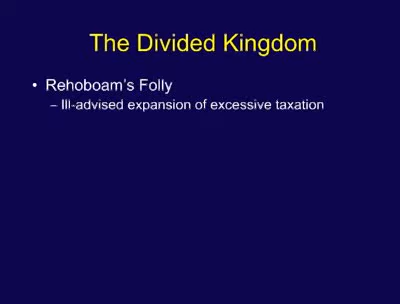 The Divided Kingdom
• Rehoboam's Folly
– Ill-advised expansion of excessive taxation